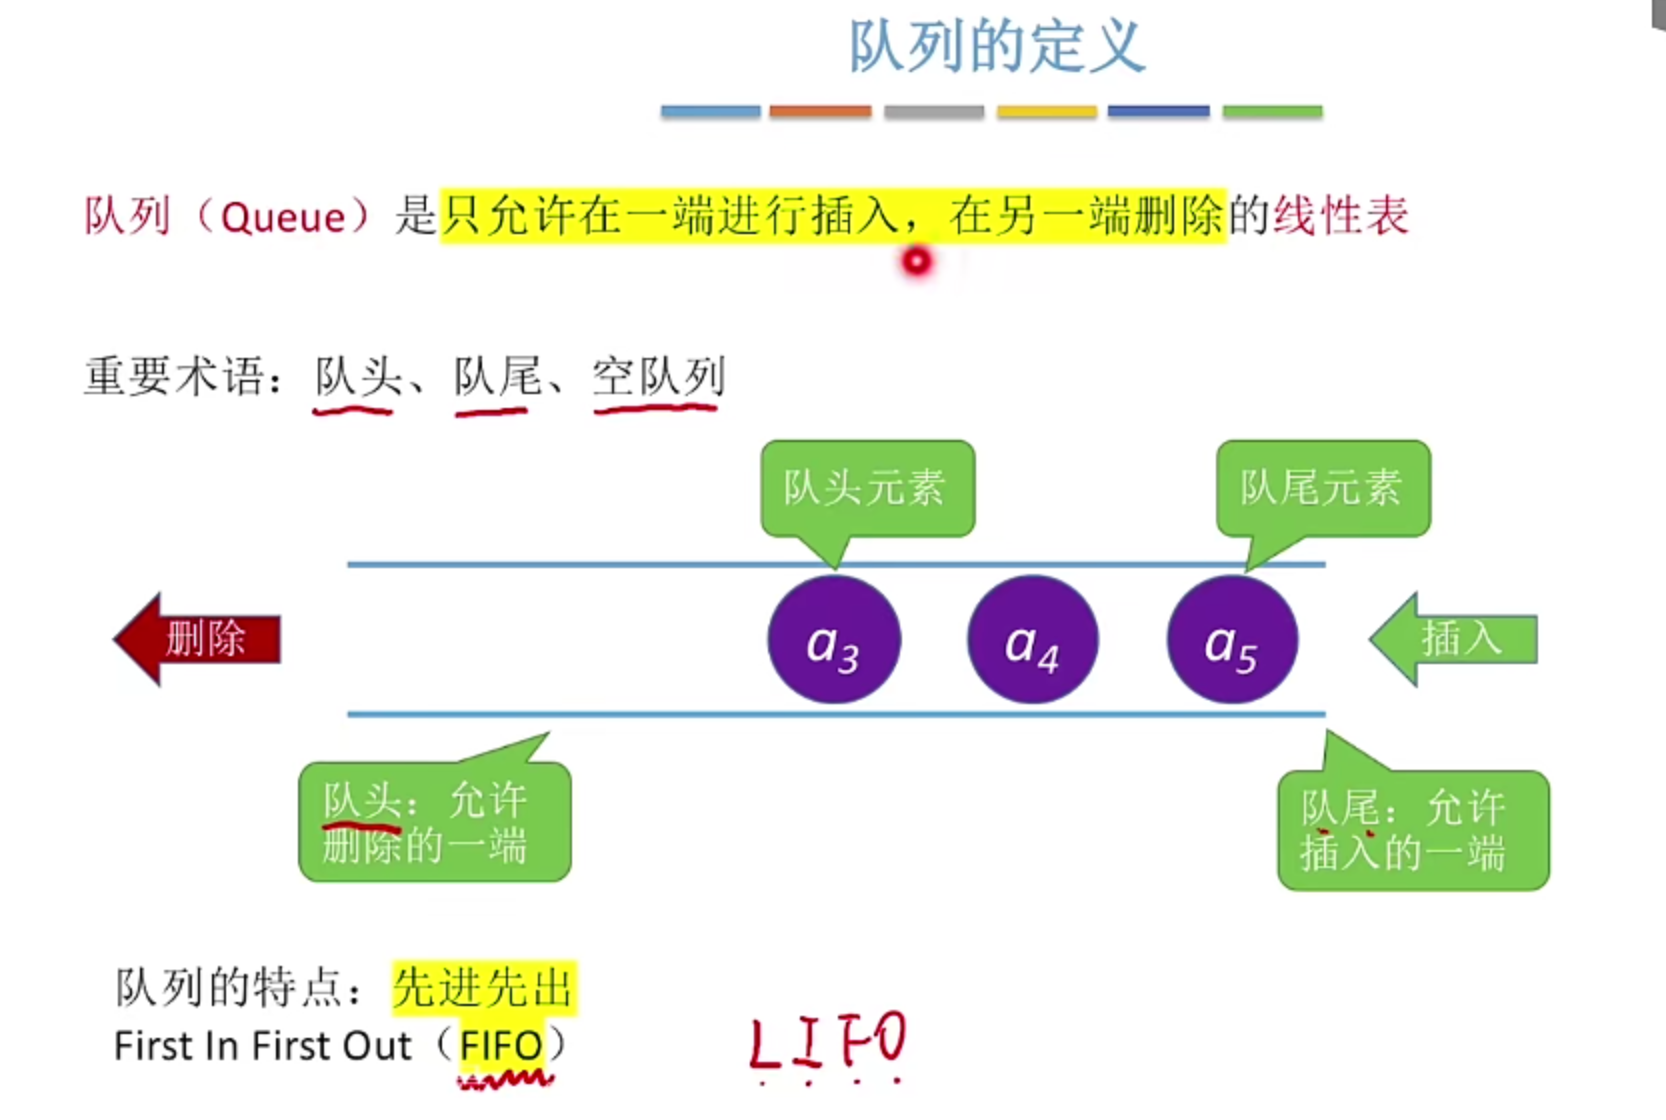 队列的定义
队列（Queue）是只允许在一端进行插入，在另一端删除的线性表
重要术语：队头、队尾、空队列
队头元素
队尾元素
删除
a3
a4
a5
插入
队头：允许
删除的一端
队尾：允许
插入的一端
队列的特点：先进先出
First In First Out（FIFO）
LIFO